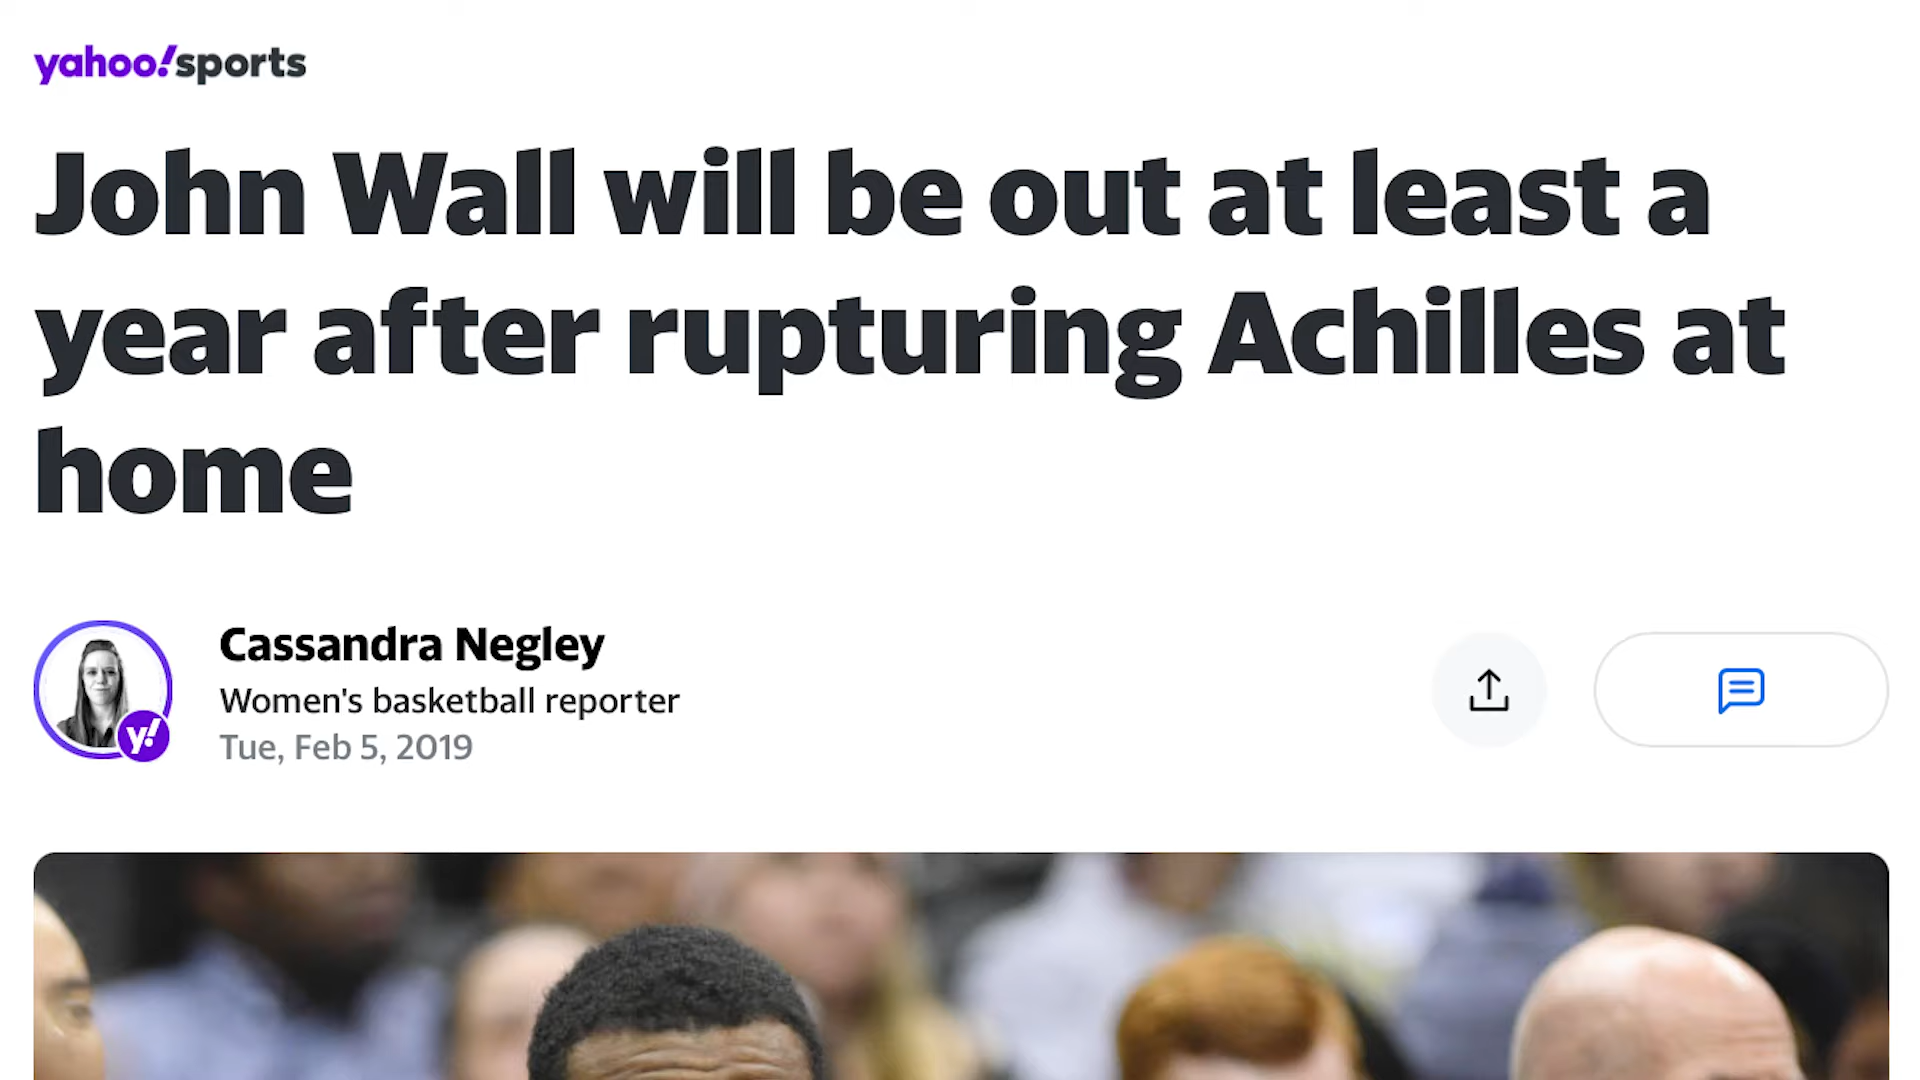 yahoo!sports
John Wall will be out at least a
year after rupturing Achilles at
home
Cassandra Negley
Women's basketball reporter
Tue, Feb 5, 2019
y!